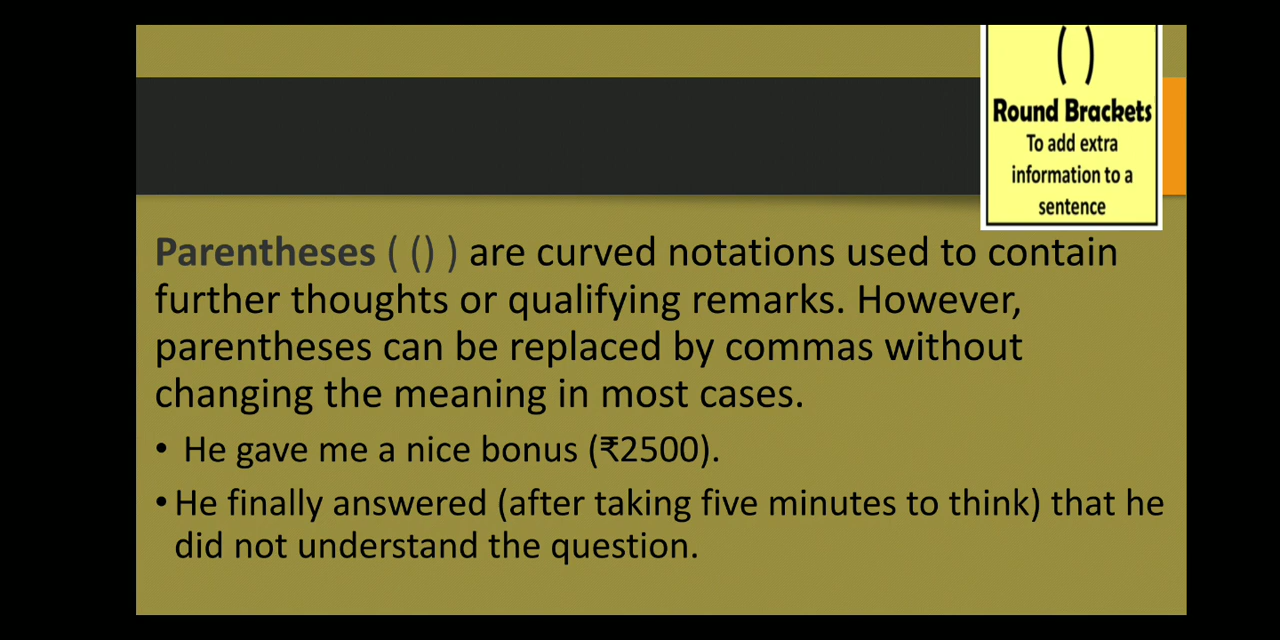 ( )
Round Brackets
To add extra
information to a
sentence
Parentheses ( () ) are curved notations used to contain
further thoughts or qualifying remarks. However,
parentheses can be replaced by commas without
changing the meaning in most cases.
• He gave me a nice bonus (₹2500).
• He finally answered (after taking five minutes to think) that he
did not understand the question.